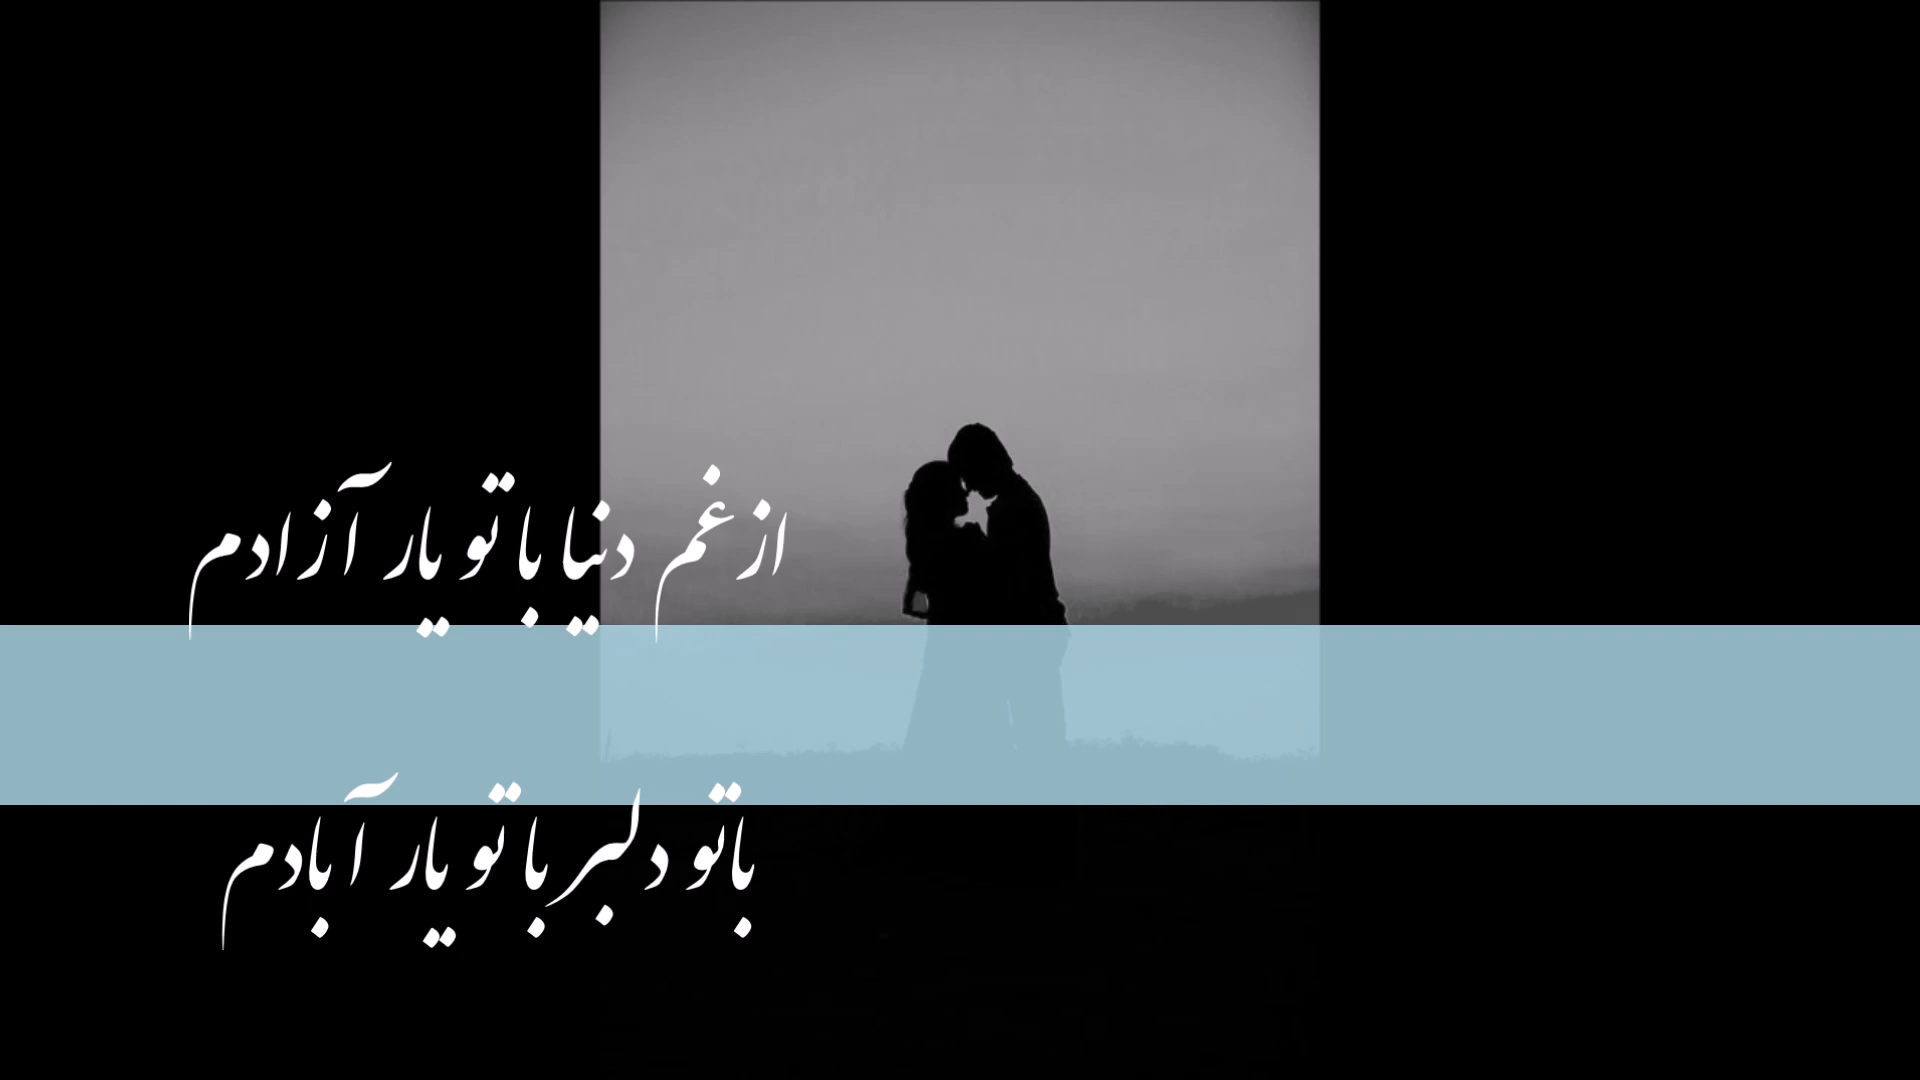 از غم دنیا با تو یار آزادم
با تو دلبر با تو یار آبادم